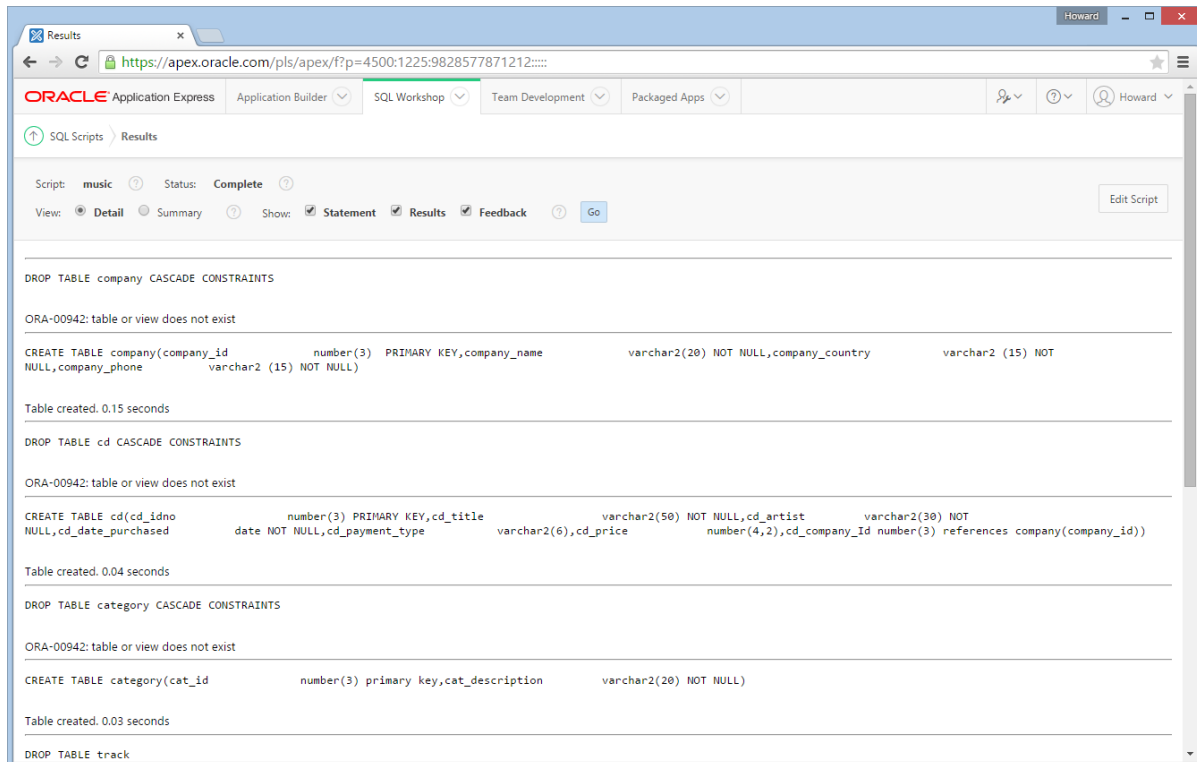 Howard
Results
https://apex.oracle.com/pls/apex/f?p=4500:1225:9828577871212:::::
ORACLE Application Express Application Builder SQL Workshop Team Development Packaged Apps Howard
SQL Scripts Results
Script: music Status: Complete
View: Detail Summary Show: Statement Results Feedback Go Edit Script
DROP TABLE company CASCADE CONSTRAINTS
ORA-00942: table or view does not exist
CREATE TABLE company(company_id number(3) PRIMARY KEY,company_name varchar2(20) NOT NULL,company_country varchar2 (15) NOT
NULL,company_phone varchar2 (15) NOT NULL)
Table created. 0.15 seconds
DROP TABLE cd CASCADE CONSTRAINTS
ORA-00942: table or view does not exist
CREATE TABLE cd(cd_idno number(3) PRIMARY KEY,cd_title varchar2(50) NOT NULL,cd_artist varchar2(30) NOT
NULL,cd_date_purchased date NOT NULL,cd_payment_type varchar2(6),cd_price number(4,2),cd_company_Id number(3) references company(company_id))
Table created. 0.04 seconds
DROP TABLE category CASCADE CONSTRAINTS
ORA-00942: table or view does not exist
CREATE TABLE category(cat_id number(3) primary key,cat_description varchar2(20) NOT NULL)
Table created. 0.03 seconds
DROP TABLE track